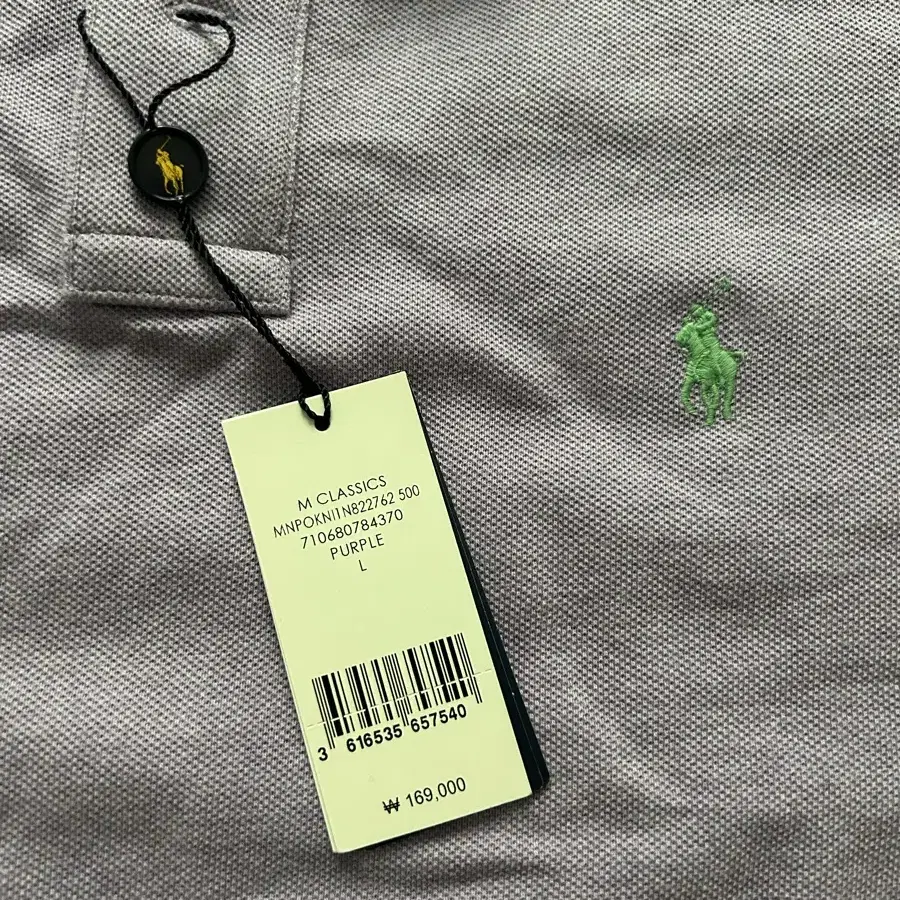 M CLASSICS
MNPOKNI1N822762 500
710680784370
PURPLE
L
3 616535 657540
₩ 169,000